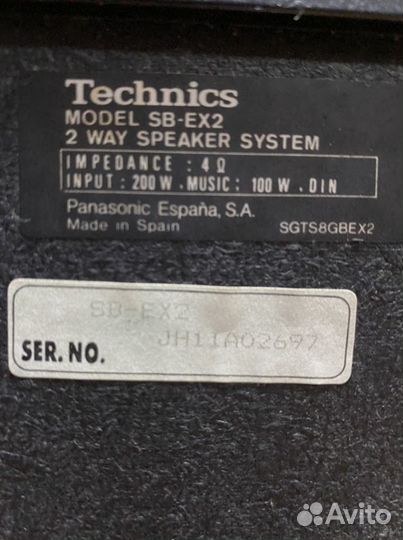 Technics
MODEL SB-EX2
2 WAY SPEAKER SYSTEM
IMPEDANCE : 4 Ω
INPUT : 200 W . MUSIC : 100 W . DIN
Panasonic España, S.A.
Made in Spain SGTS8GBEX2
SB-EX2
SER. NO. JH11A02697
Avito